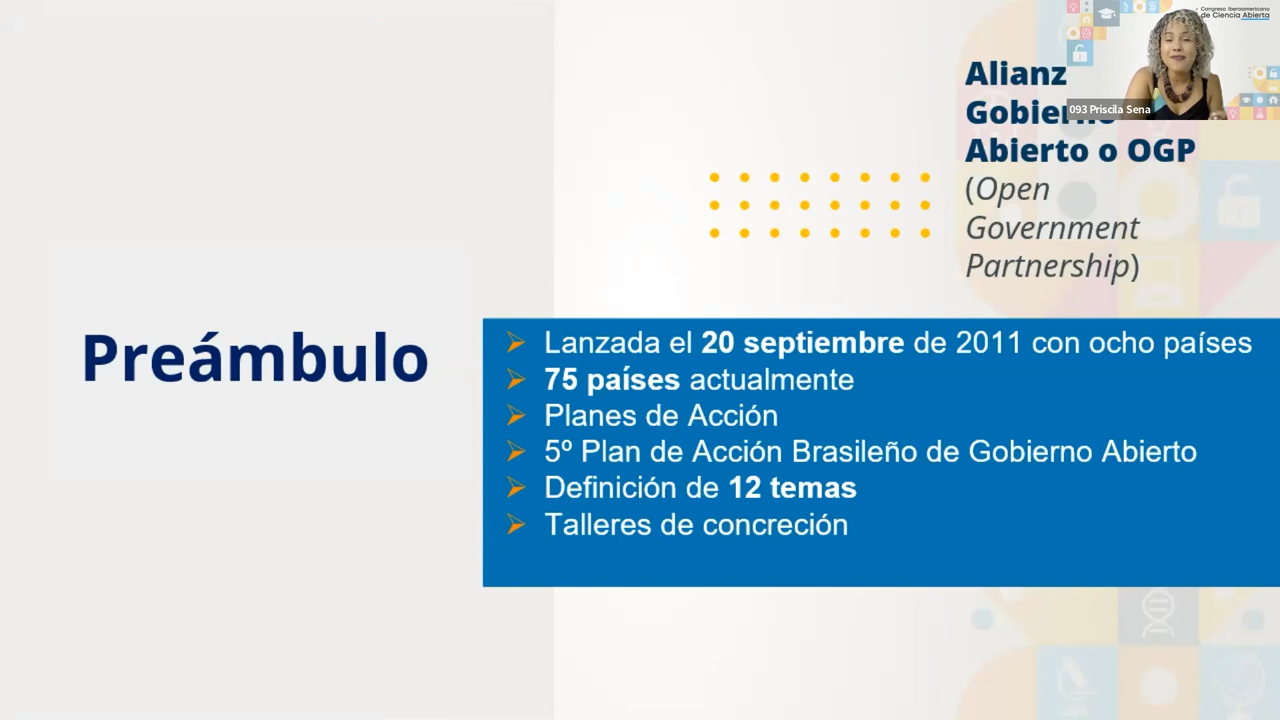 Congreso Iberoamericano
de Ciencia Abierta
093 Priscila Sena
Alianz
Gobierno
Abierto o OGP
(Open
Government
Partnership)
Preámbulo
Lanzada el 20 septiembre de 2011 con ocho países
75 países actualmente
Planes de Acción
5º Plan de Acción Brasileño de Gobierno Abierto
Definición de 12 temas
Talleres de concreción